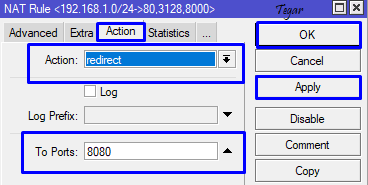 NAT Rule <192.168.1.0/24->80,3128,8000>
Tegar
Advanced Extra Action Statistics ...
OK
Action: redirect
Cancel
Log
Apply
Log Prefix:
Disable
To Ports: 8080
Comment
Copy